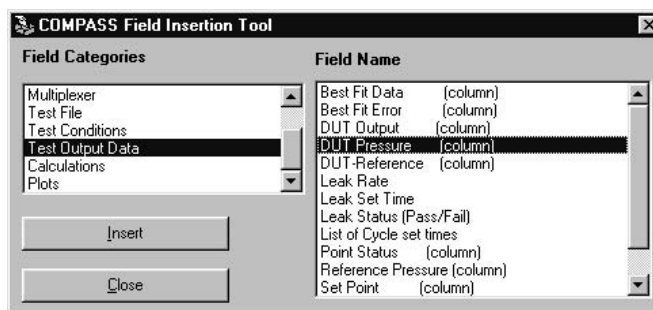 COMPASS Field Insertion Tool
Field Categories
Multiplexer
Test File
Test Conditions
Test Output Data
Calculations
Plots
Insert
Close
Field Name
Best Fit Data (column)
Best Fit Error (column)
DUT Output (column)
DUT Pressure (column)
DUT-Reference (column)
Leak Rate
Leak Set Time
Leak Status (Pass/Fail)
List of Cycle set times
Point Status (column)
Reference Pressure (column)
Set Point (column)